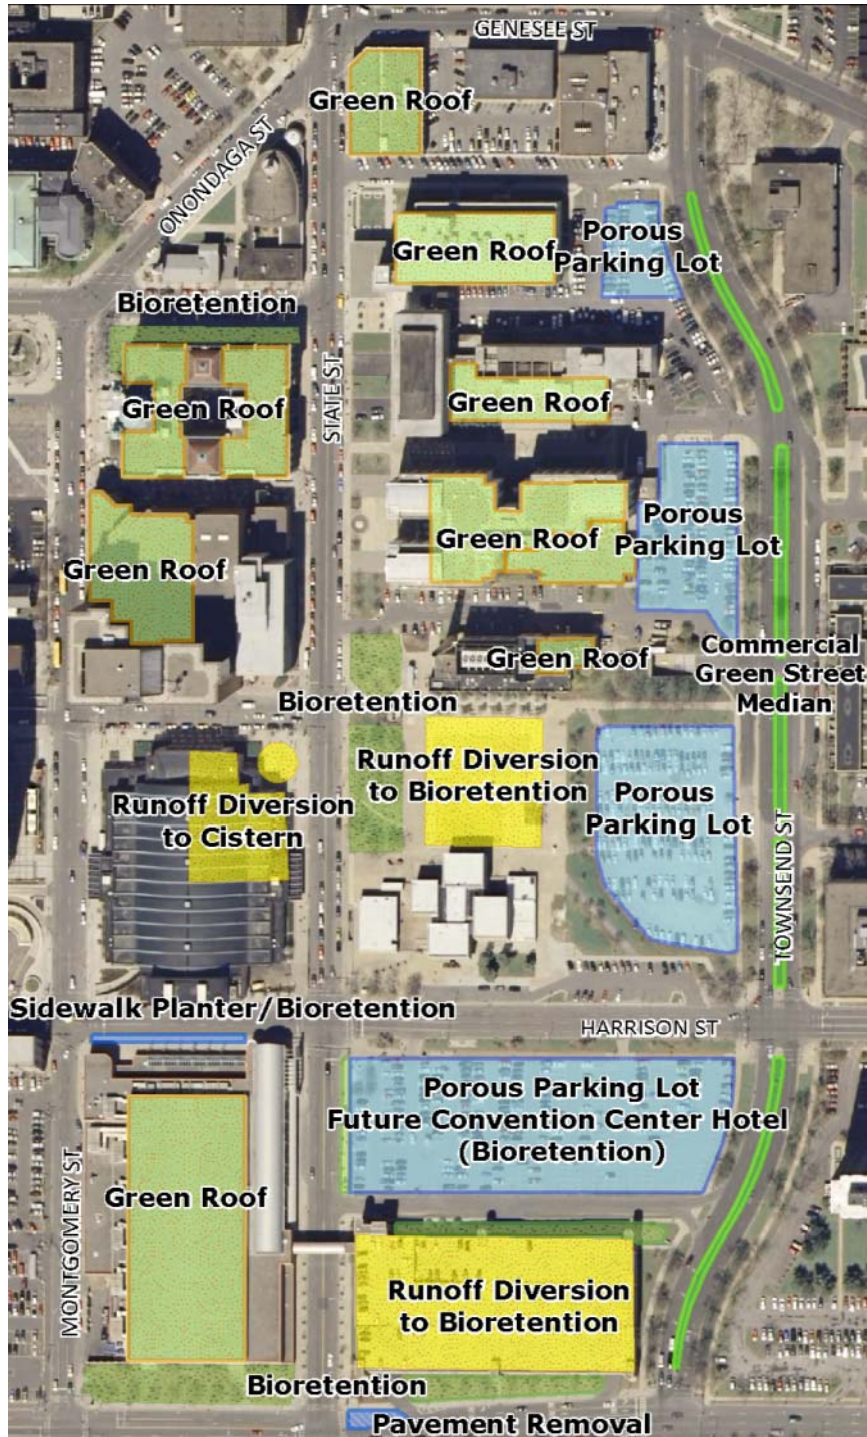 GENESEE ST
Green Roof
ONONDAGA ST
Green Roof
Porous
Parking Lot
Bioretention
STATE ST
Green Roof
Green Roof
Green Roof
Porous
Parking Lot
Green Roof
Green Roof
Commercial
Green Street
Median
Bioretention
Runoff Diversion
to Bioretention
Runoff Diversion
to Cistern
Porous
Parking Lot
TOWNSEND ST
Sidewalk Planter/Bioretention
HARRISON ST
Porous Parking Lot
Future Convention Center Hotel
(Bioretention)
MONTGOMERY ST
Green Roof
Runoff Diversion
to Bioretention
Bioretention
Pavement Removal